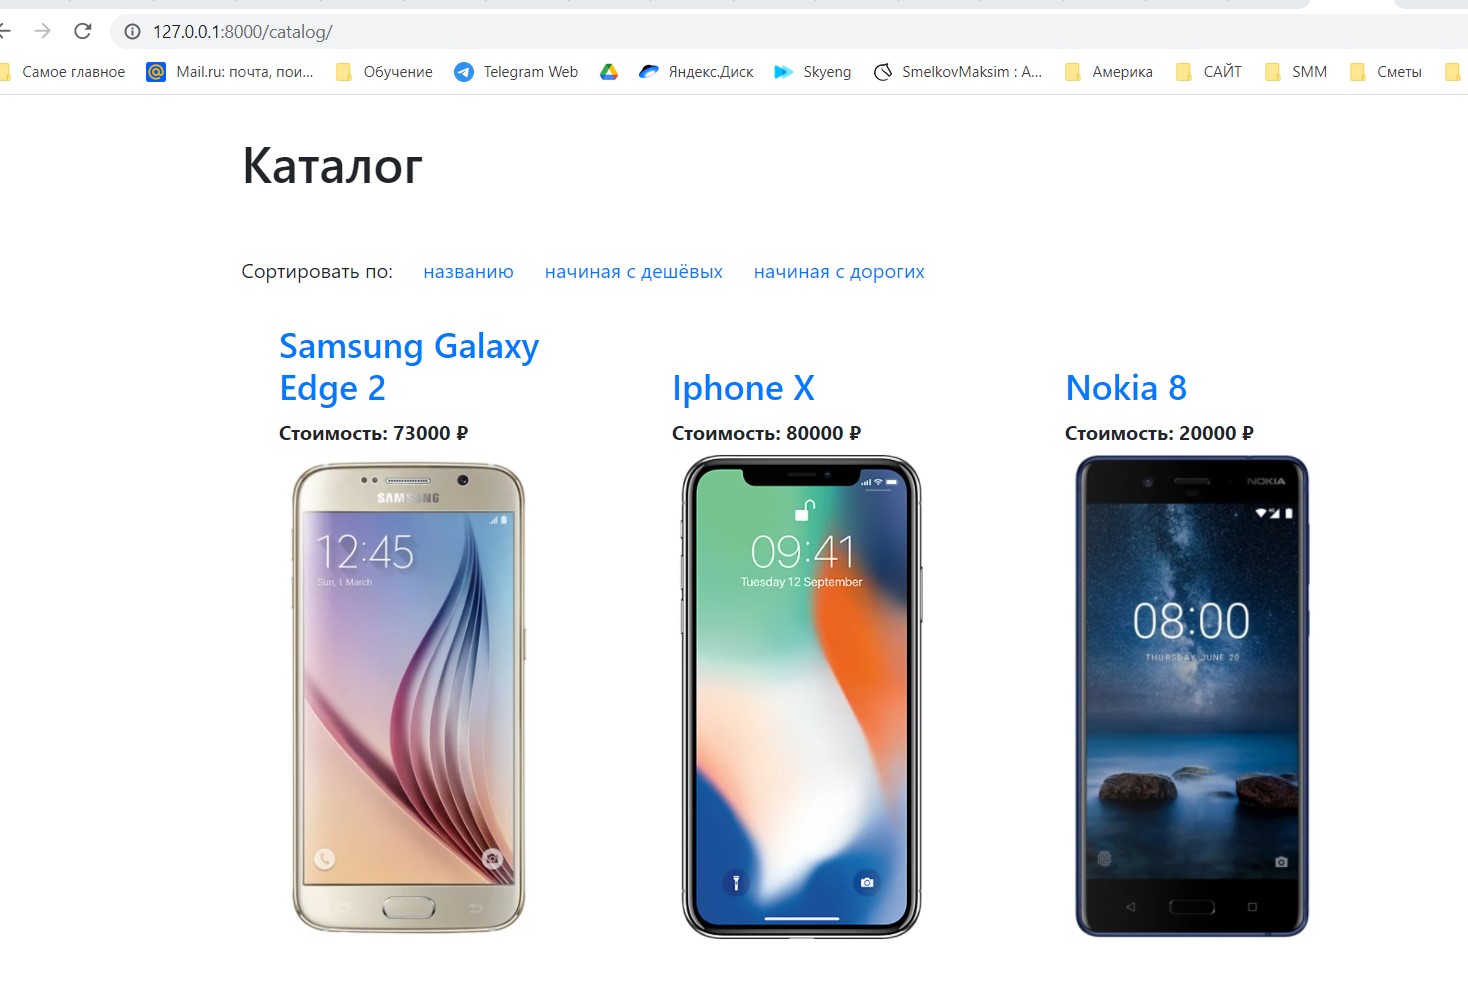 127.0.0.1:8000/catalog/
Самое главное
Mail.ru: почта, пои...
Обучение
Telegram Web
Яндекс.Диск
Skyeng
SmelkovMaksim : A...
Америка
САЙТ
SMM
Сметы
Каталог
Сортировать по: названию начиная с дешёвых начиная с дорогих
Samsung Galaxy
Edge 2
Стоимость: 73000 ₽
SAMSUNG
12:45
Sun, 1 March
Iphone X
Стоимость: 80000 ₽
09:41
Tuesday 12 September
Nokia 8
Стоимость: 20000 ₽
NOKIA
08:00
THURSDAY, JUNE 20